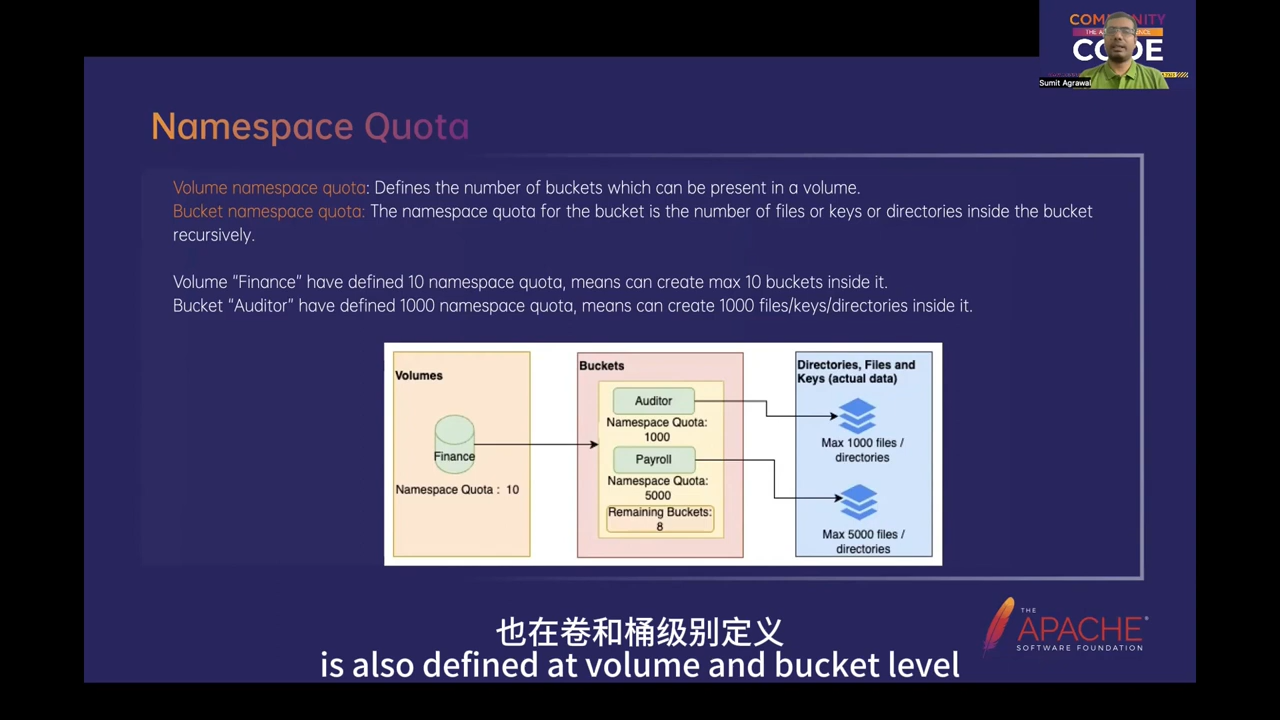 COMMUNITY
CODE
Sumit Agrawal
Namespace Quota
Volume namespace quota: Defines the number of buckets which can be present in a volume.
Bucket namespace quota: The namespace quota for the bucket is the number of files or keys or directories inside the bucket
recursively.
Volume “Finance” have defined 10 namespace quota, means can create max 10 buckets inside it.
Bucket “Auditor” have defined 1000 namespace quota, means can create 1000 files/keys/directories inside it.
Volumes
Finance
Namespace Quota : 10
Buckets
Auditor
Namespace Quota:
1000
Payroll
Namespace Quota:
5000
Remaining Buckets:
8
Directories, Files and
Keys (actual data)
Max 1000 files /
directories
Max 5000 files /
directories
也在卷和桶级别定义
is also defined at volume and bucket level
THE
APACHE
SOFTWARE FOUNDATION